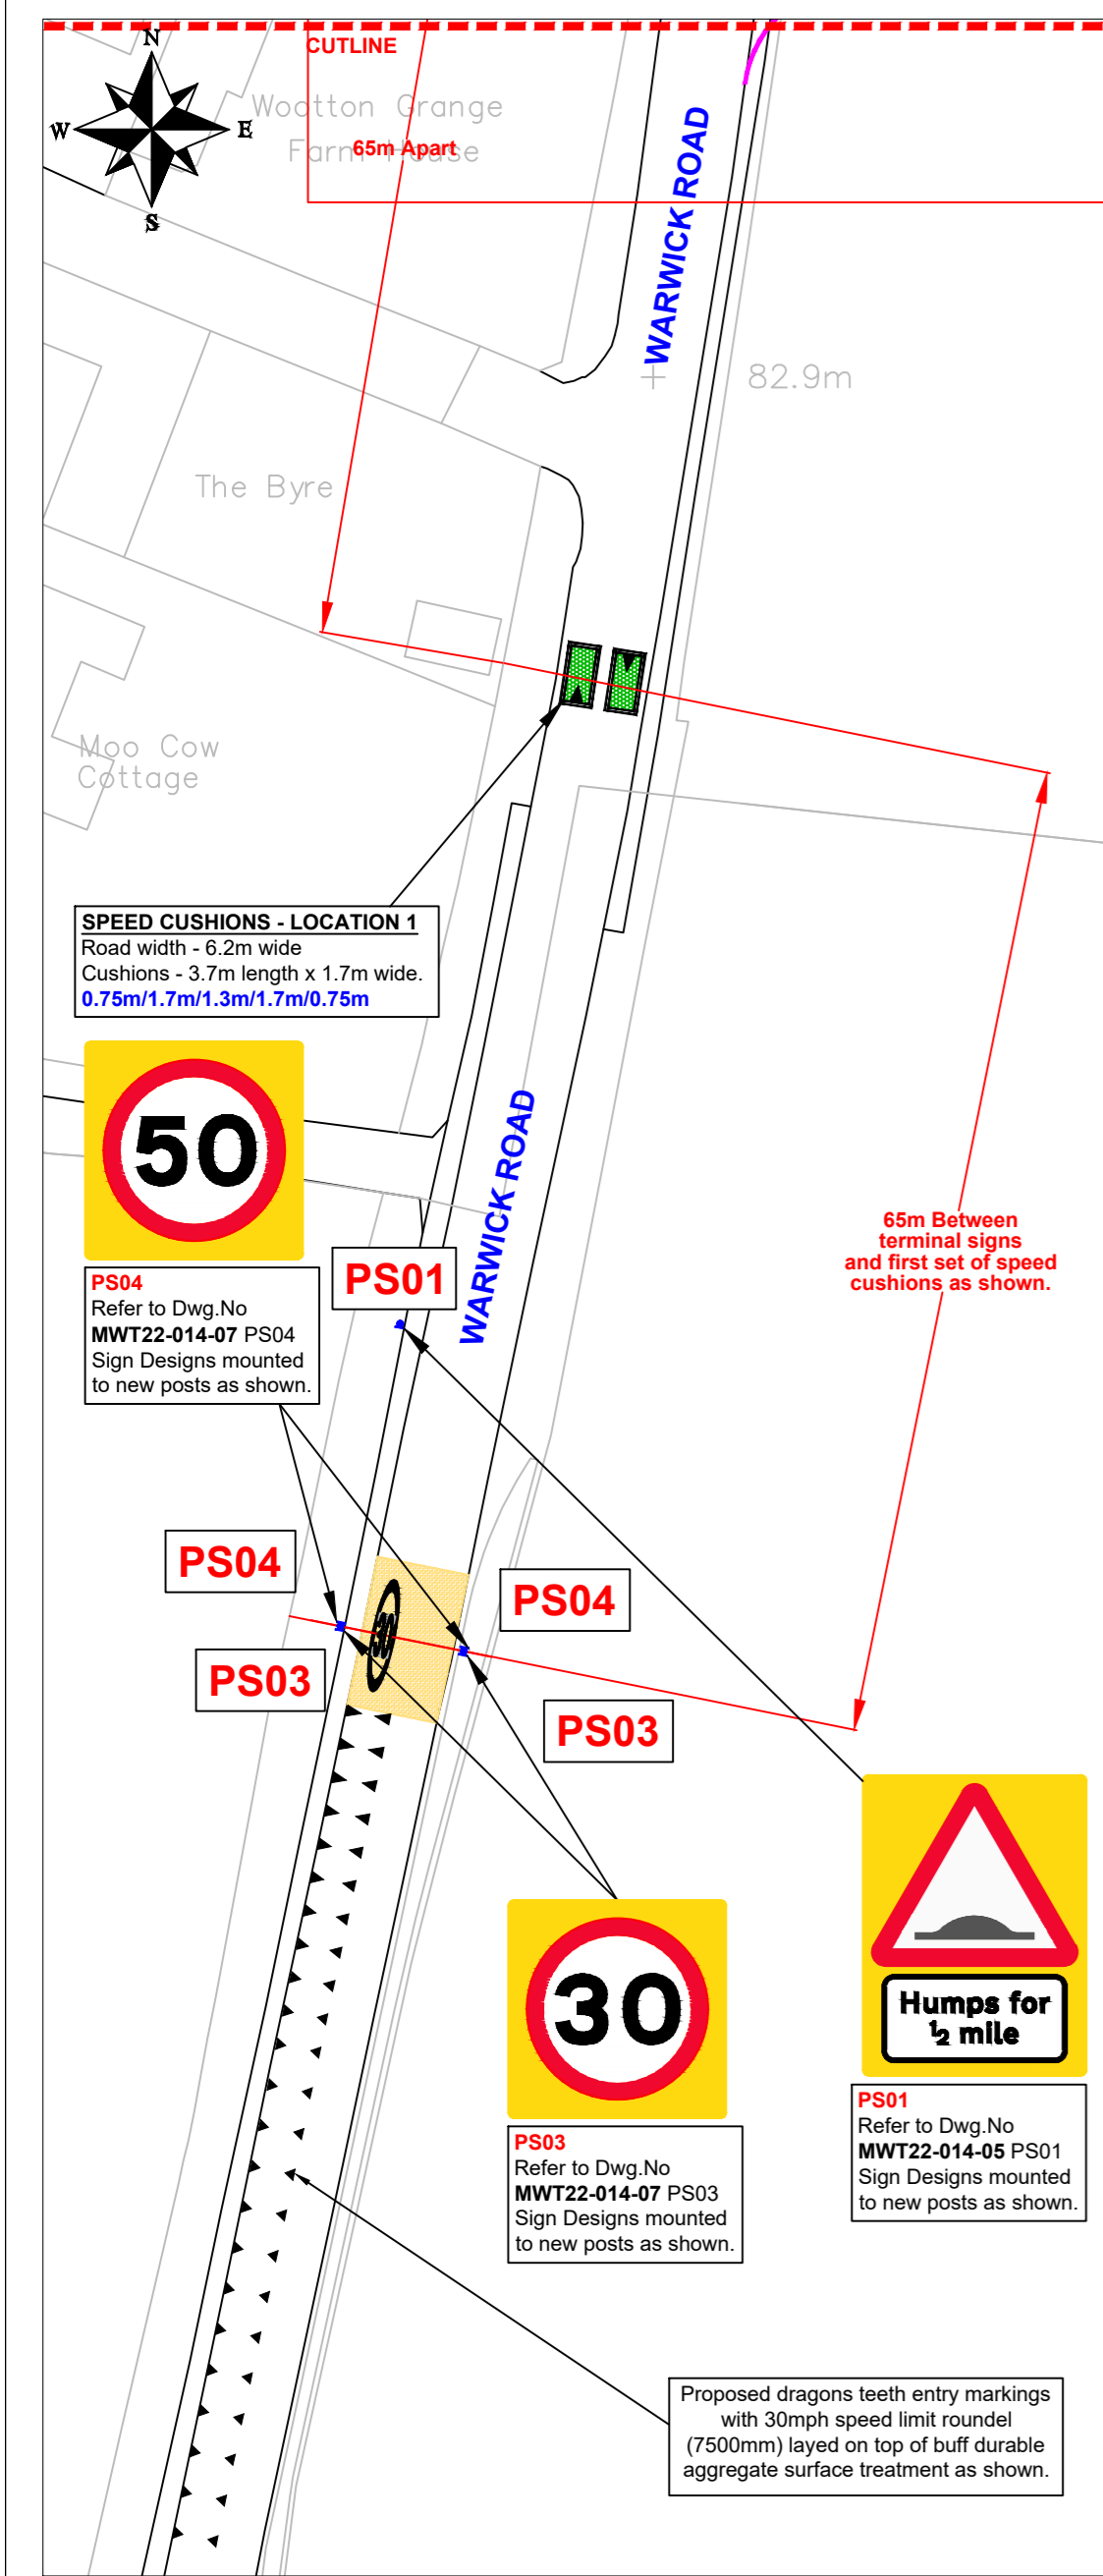 CUTLINE
N
W
E
S
Wootton Grange
Farm House
65m Apart
WARWICK ROAD
82.9m
The Byre
Moo Cow
Cottage
SPEED CUSHIONS - LOCATION 1
Road width - 6.2m wide
Cushions - 3.7m length x 1.7m wide.
0.75m/1.7m/1.3m/1.7m/0.75m
50
PS04
Refer to Dwg.No
MWT22-014-07 PS04
Sign Designs mounted
to new posts as shown.
PS01
WARWICK ROAD
65m Between
terminal signs
and first set of speed
cushions as shown.
PS04
PS04
30
PS03
PS03
30
PS03
Refer to Dwg.No
MWT22-014-07 PS03
Sign Designs mounted
to new posts as shown.
Humps for
½ mile
PS01
Refer to Dwg.No
MWT22-014-05 PS01
Sign Designs mounted
to new posts as shown.
Proposed dragons teeth entry markings
with 30mph speed limit roundel
(7500mm) layed on top of buff durable
aggregate surface treatment as shown.